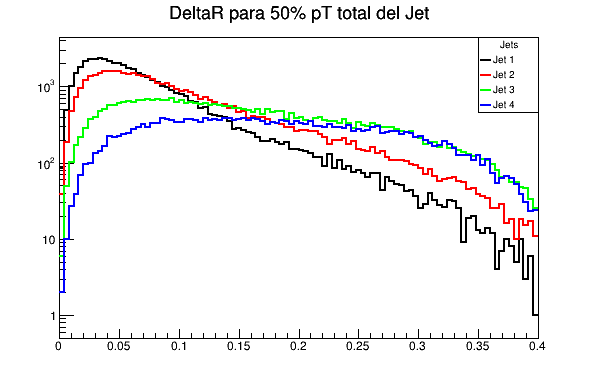 DeltaR para 50% pT total del Jet
Jets
Jet 1
Jet 2
Jet 3
Jet 4
10³
10²
10
1
0 0.05 0.1 0.15 0.2 0.25 0.3 0.35 0.4